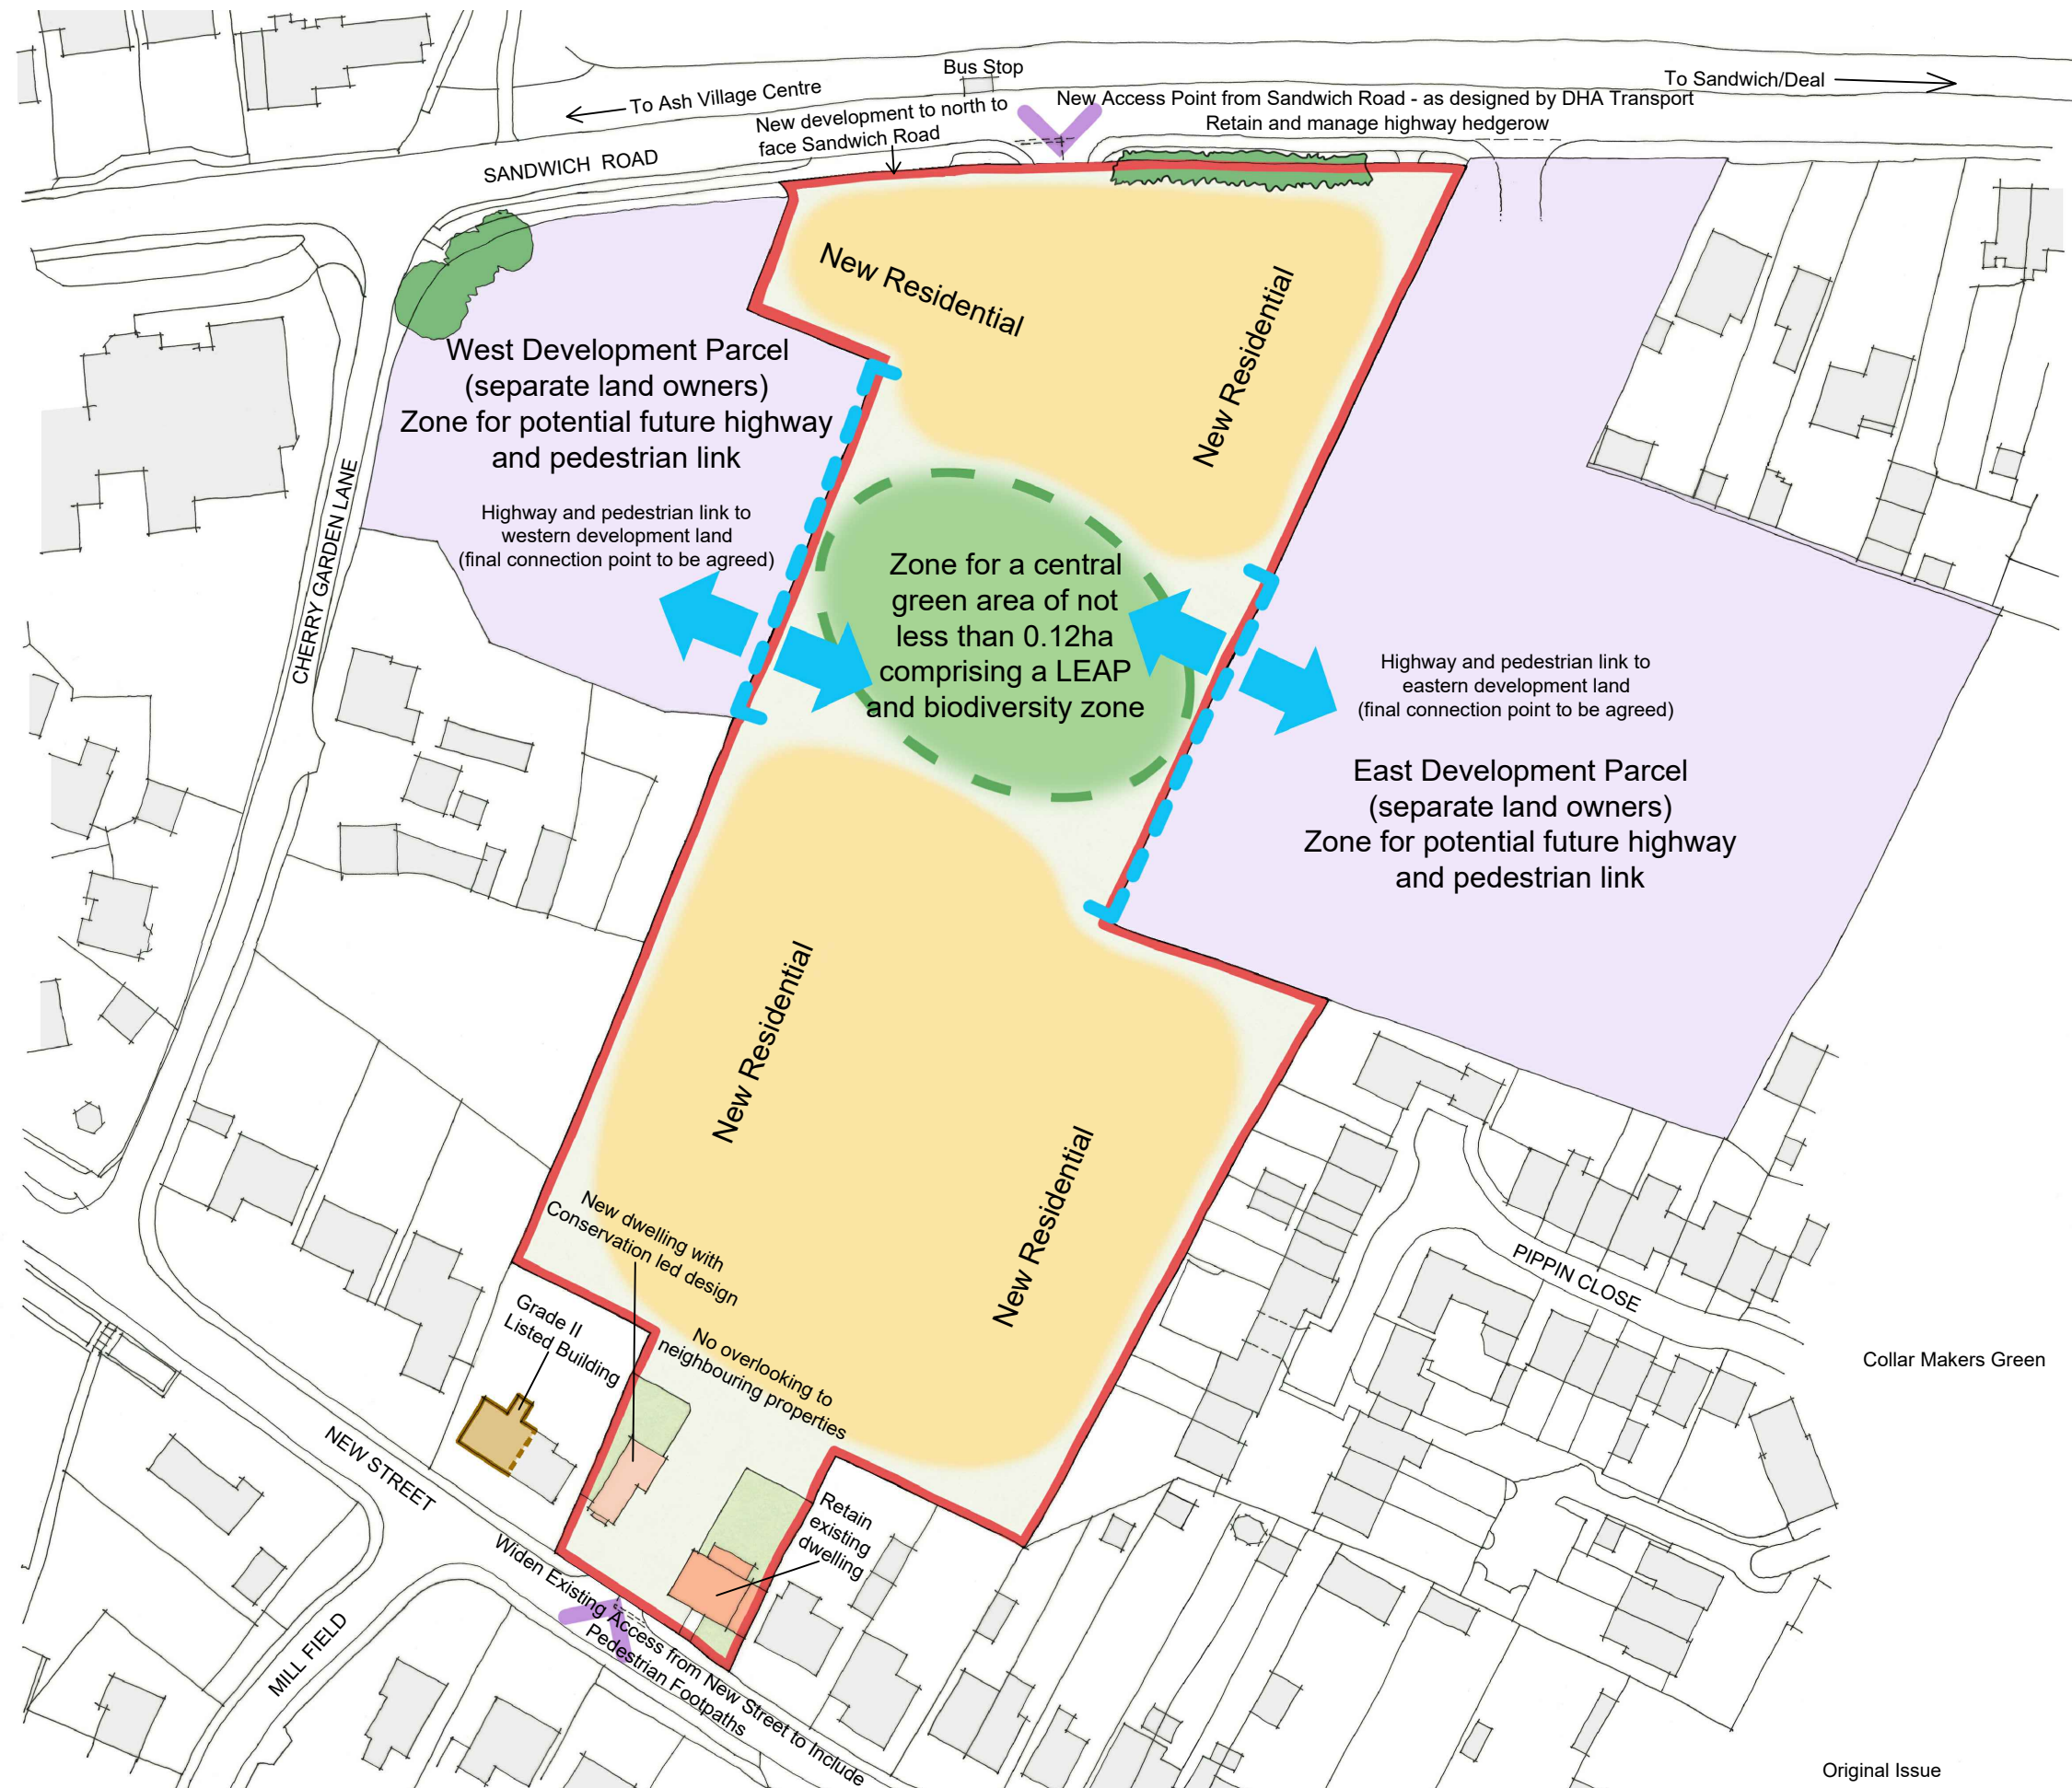 Bus Stop
To Sandwich/Deal
To Ash Village Centre
New Access Point from Sandwich Road - as designed by DHA Transport
Retain and manage highway hedgerow
New development to north to
face Sandwich Road
SANDWICH ROAD
New Residential
New Residential
West Development Parcel
(separate land owners)
Zone for potential future highway
and pedestrian link
Highway and pedestrian link to
western development land
(final connection point to be agreed)
CHERRY GARDEN LANE
Zone for a central
green area of not
less than 0.12ha
comprising a LEAP
and biodiversity zone
Highway and pedestrian link to
eastern development land
(final connection point to be agreed)
East Development Parcel
(separate land owners)
Zone for potential future highway
and pedestrian link
New Residential
New Residential
New dwelling with
Conservation led design
Grade II
Listed Building
No overlooking to
neighbouring properties
PIPPIN CLOSE
Collar Makers Green
NEW STREET
Retain
existing
dwelling
Widen Existing Access from New Street to Include
Pedestrian Footpaths
MILL FIELD
Original Issue